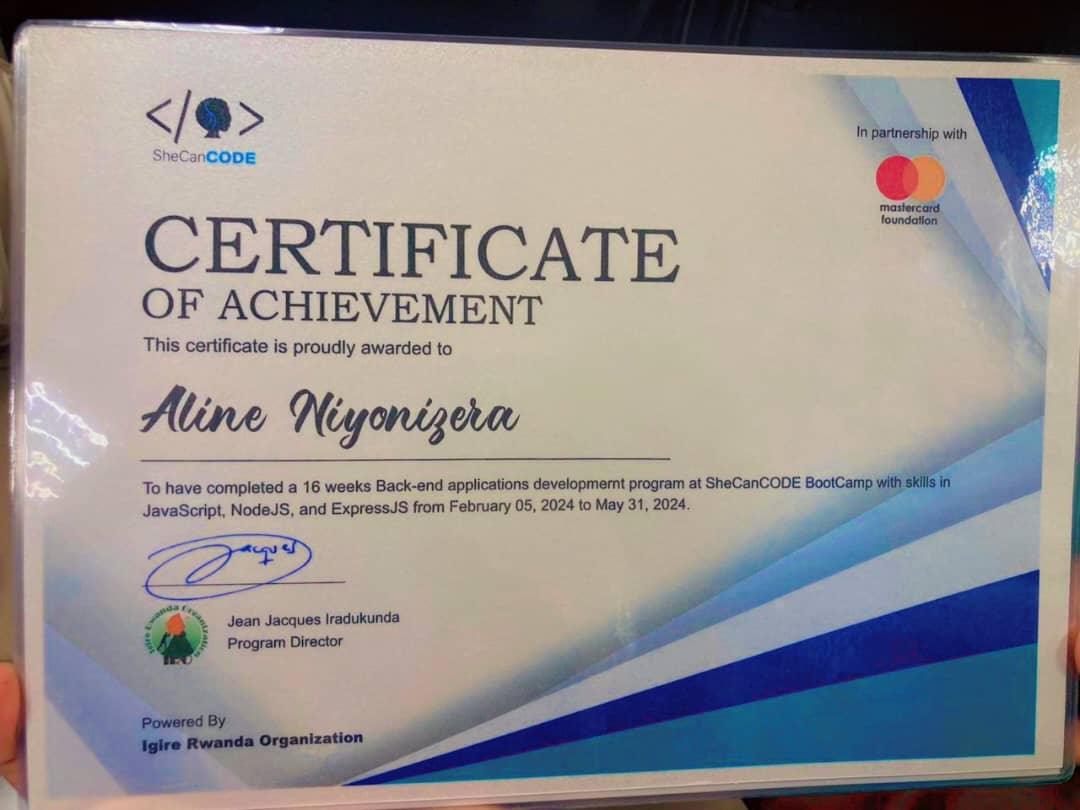 </>
SheCanCODE
In partnership with
mastercard
foundation
CERTIFICATE
OF ACHIEVEMENT
This certificate is proudly awarded to
Aline Niyonizera
To have completed a 16 weeks Back-end applications developmernt program at SheCanCODE BootCamp with skills in
JavaScript, NodeJS, and ExpressJS from February 05, 2024 to May 31, 2024.
Jacques
Igire Rwanda Organization
IRO
Jean Jacques Iradukunda
Program Director
Powered By
Igire Rwanda Organization